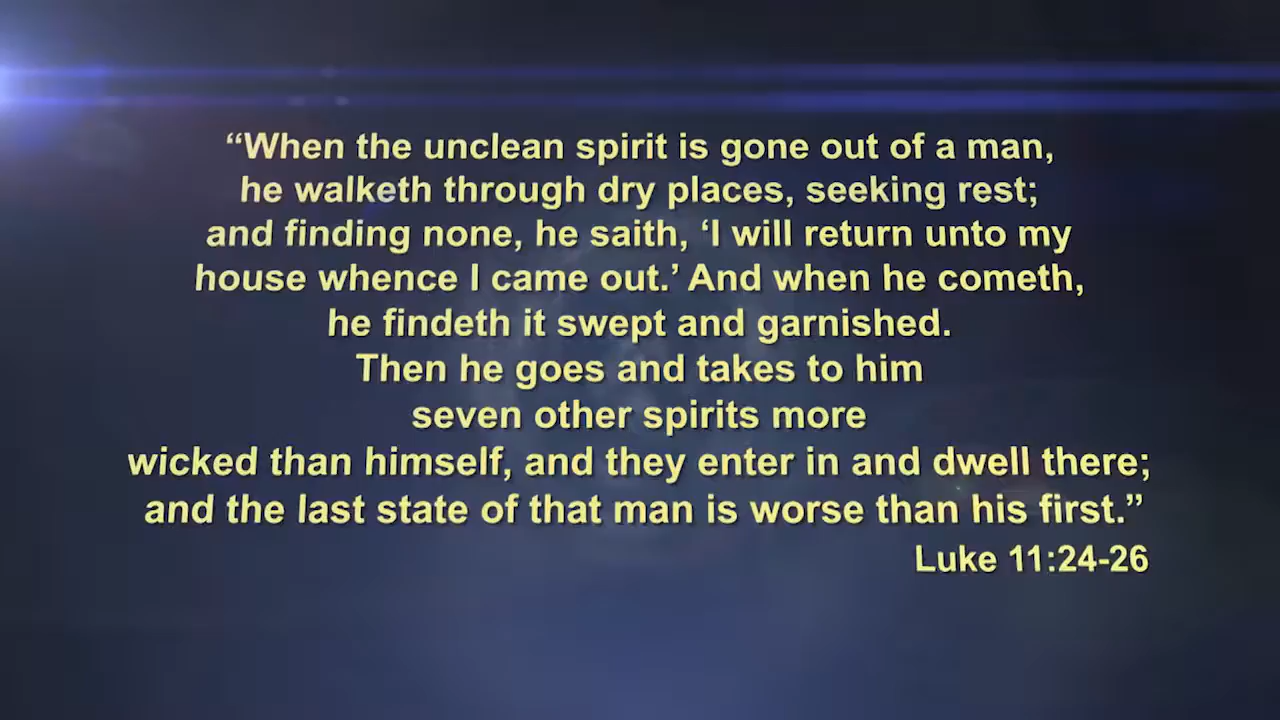 “When the unclean spirit is gone out of a man,
he walketh through dry places, seeking rest;
and finding none, he saith, ‘I will return unto my
house whence I came out.’ And when he cometh,
he findeth it swept and garnished.
Then he goes and takes to him
seven other spirits more
wicked than himself, and they enter in and dwell there;
and the last state of that man is worse than his first.”
Luke 11:24-26